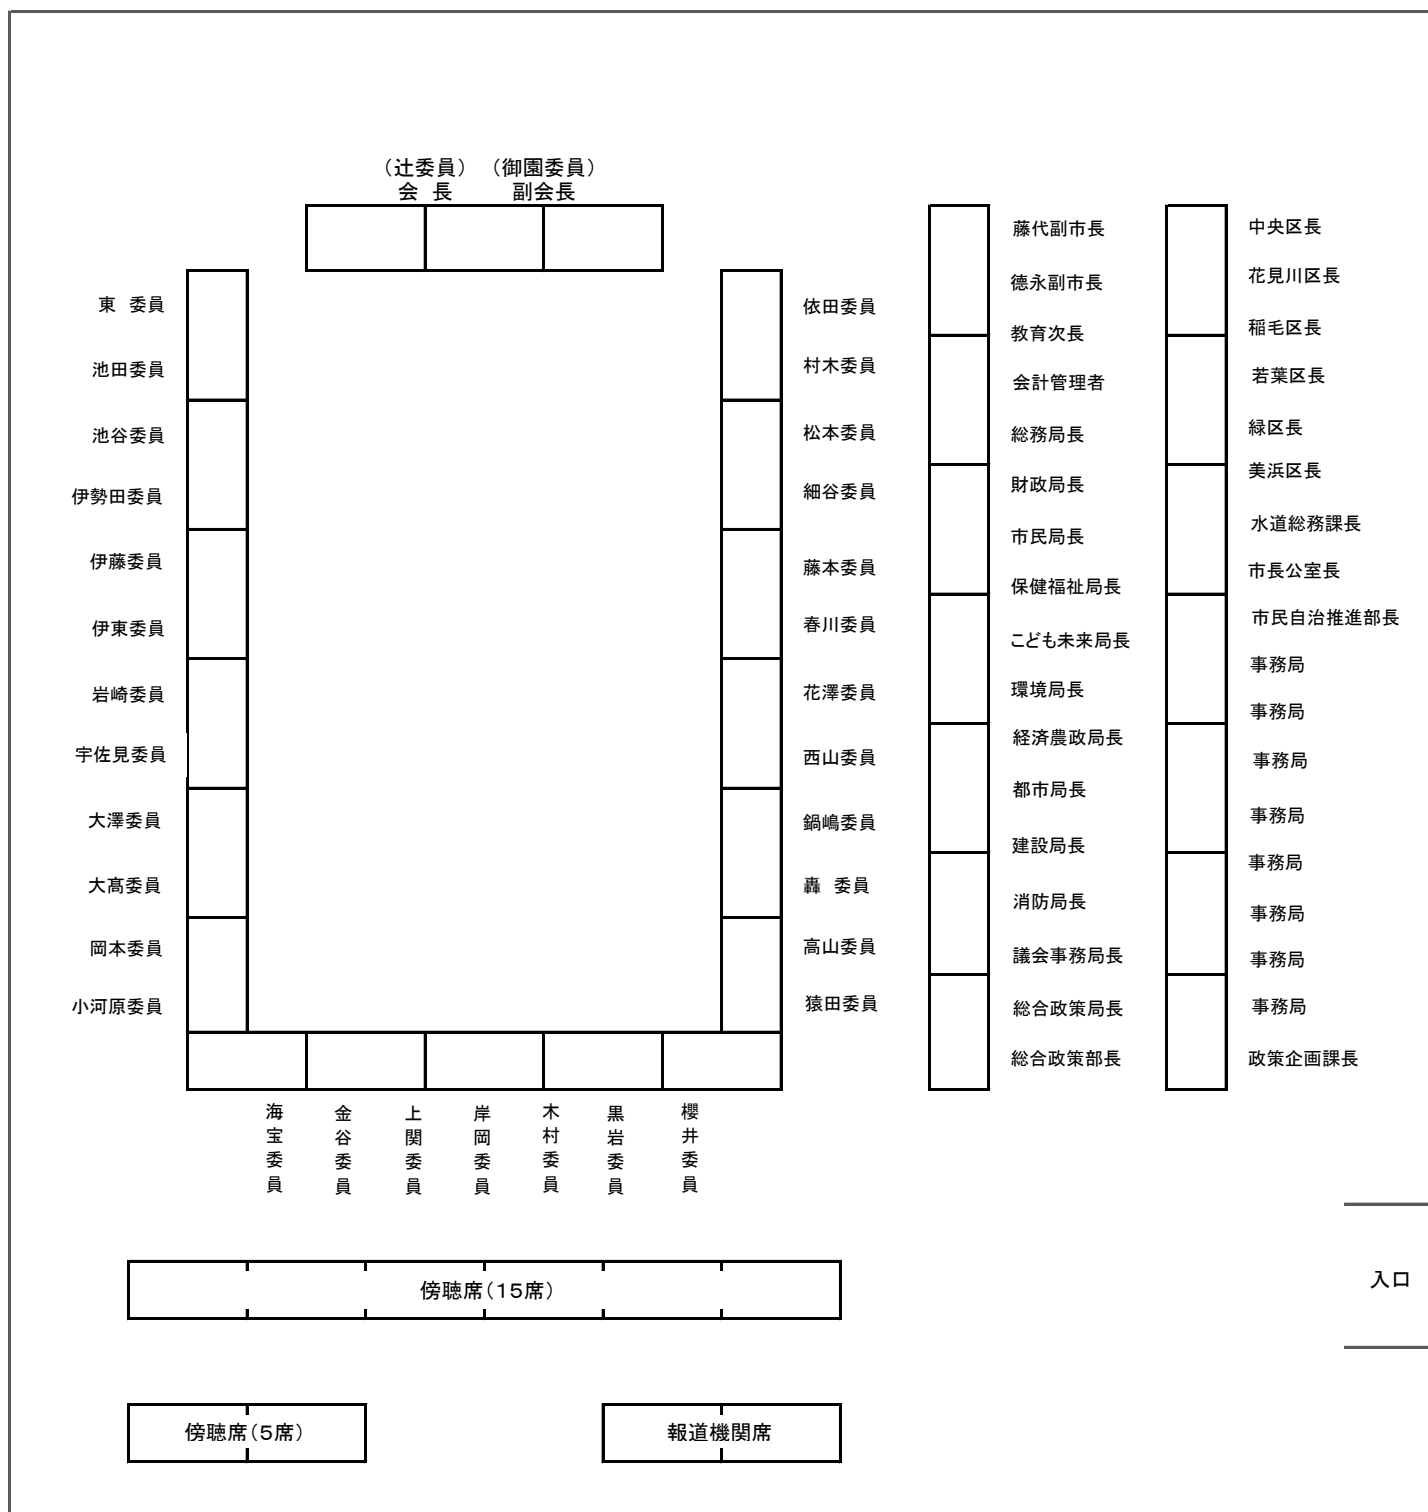 （辻委員）　（御園委員）
会　長　　　副会長
東　委員
池田委員
池谷委員
伊勢田委員
伊藤委員
伊東委員
岩崎委員
宇佐見委員
大澤委員
大髙委員
岡本委員
小河原委員
依田委員
村木委員
松本委員
細谷委員
藤本委員
春川委員
花澤委員
西山委員
鍋嶋委員
轟　委員
高山委員
猿田委員
海宝委員
金谷委員
上関委員
岸岡委員
木村委員
黒岩委員
櫻井委員
藤代副市長
徳永副市長
教育次長
会計管理者
総務局長
財政局長
市民局長
保健福祉局長
こども未来局長
環境局長
経済農政局長
都市局長
建設局長
消防局長
議会事務局長
総合政策局長
総合政策部長
中央区長
花見川区長
稲毛区長
若葉区長
緑区長
美浜区長
水道総務課長
市長公室長
市民自治推進部長
事務局
事務局
事務局
事務局
事務局
事務局
事務局
事務局
政策企画課長
傍聴席（15席）
入口
傍聴席（5席）
報道機関席